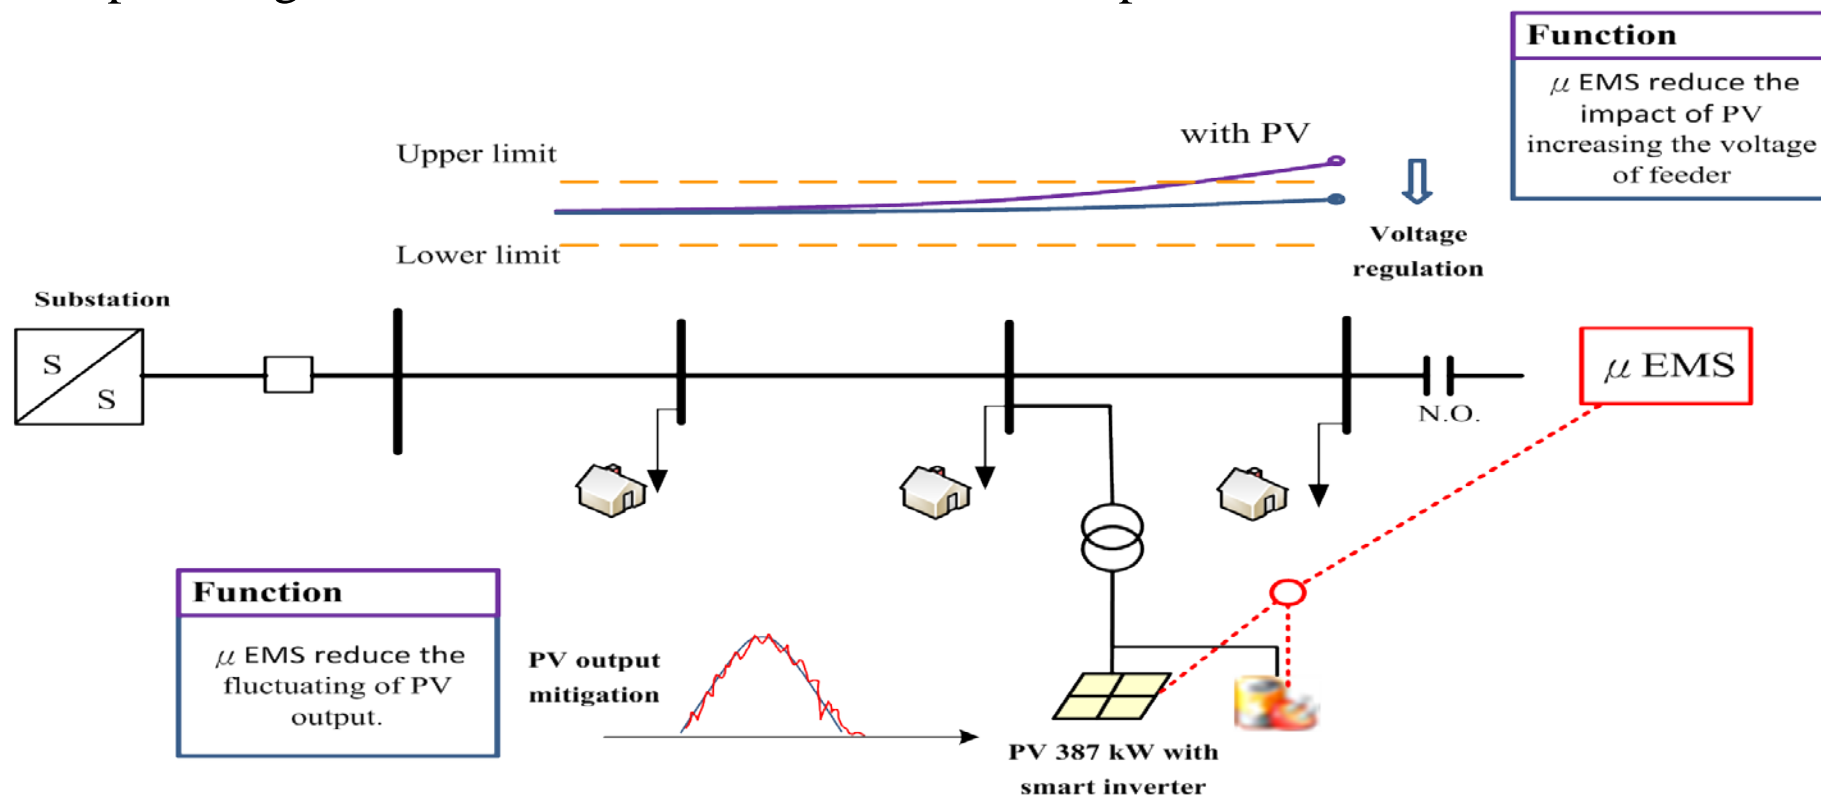 Function
μ EMS reduce the
impact of PV
increasing the voltage
of feeder
with PV
Upper limit
Lower limit
Voltage
regulation
Substation
S
S
μ EMS
N.O.
Function
μ EMS reduce the
fluctuating of PV
output.
PV output
mitigation
PV 387 kW with
smart inverter